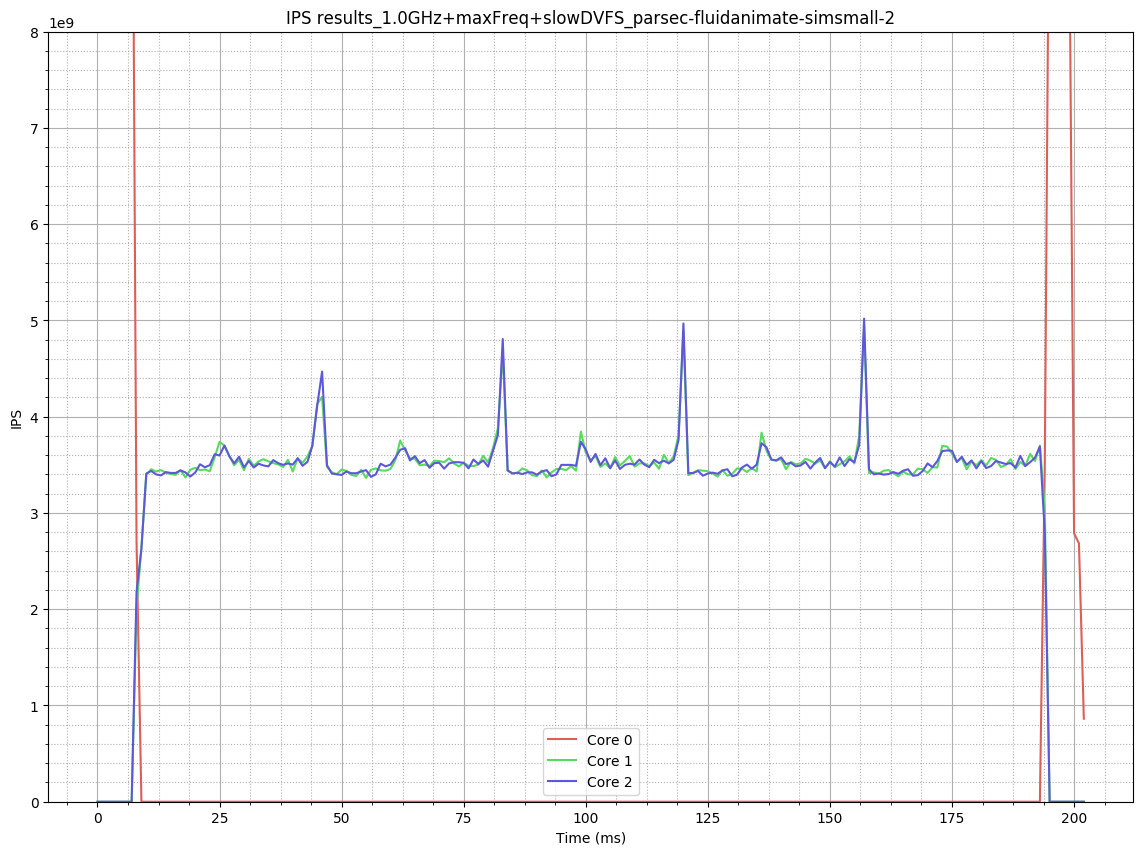 IPS results_1.0GHz+maxFreq+slowDVFS_parsec-fluidanimate-simsmall-2
1e9
8
7
6
5
4
3
2
1
0
IPS
Core 0
Core 1
Core 2
0 25 50 75 100 125 150 175 200
Time (ms)